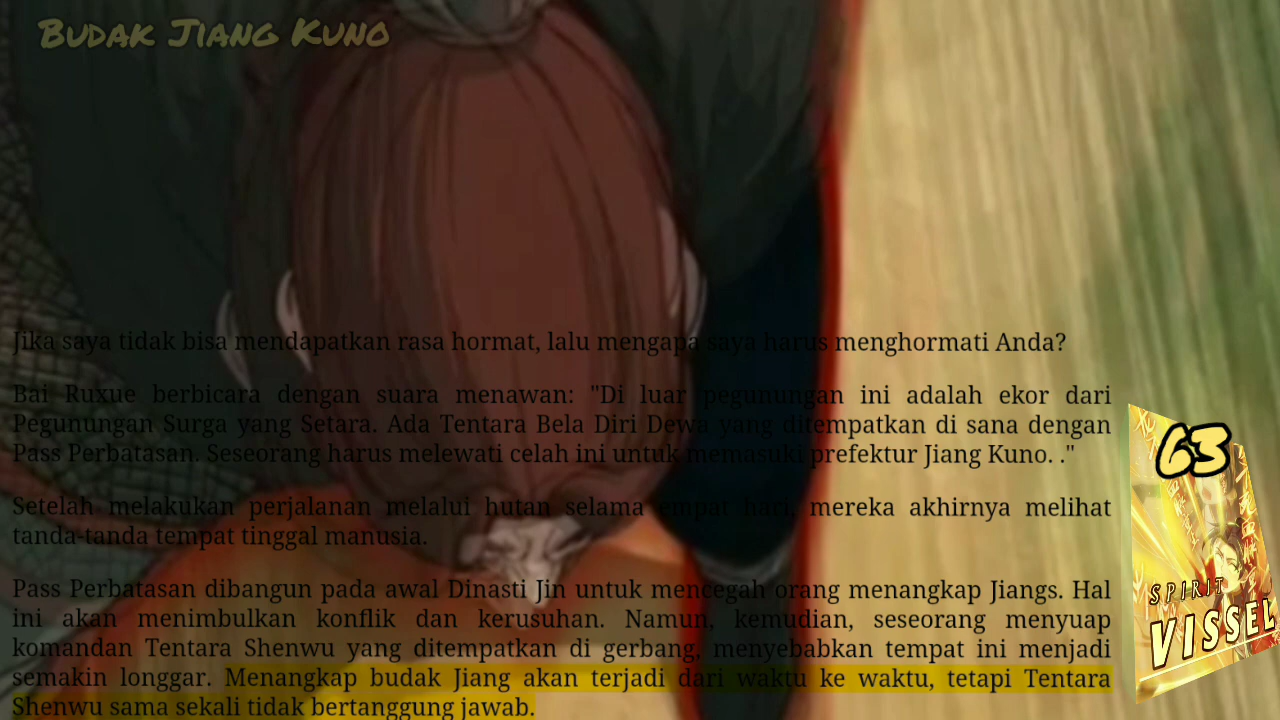 Budak Jiang Kuno
Jika saya tidak bisa mendapatkan rasa hormat, lalu mengapa saya harus menghormati Anda?
Bai Ruxue berbicara dengan suara menawan: "Di luar pegunungan ini adalah ekor dari
Pegunungan Surga yang Setara. Ada Tentara Bela Diri Dewa yang ditempatkan di sana dengan
Pass Perbatasan. Seseorang harus melewati celah ini untuk memasuki prefektur Jiang Kuno. ."
Setelah melakukan perjalanan melalui hutan selama empat hari, mereka akhirnya melihat
tanda-tanda tempat tinggal manusia.
Pass Perbatasan dibangun pada awal Dinasti Jin untuk mencegah orang menangkap Jiangs. Hal
ini akan menimbulkan konflik dan kerusuhan. Namun, kemudian, seseorang menyuap
komandan Tentara Shenwu yang ditempatkan di gerbang, menyebabkan tempat ini menjadi
semakin longgar. Menangkap budak Jiang akan terjadi dari waktu ke waktu, tetapi Tentara
Shenwu sama sekali tidak bertanggung jawab.
63
SPIRIT
VISSEL